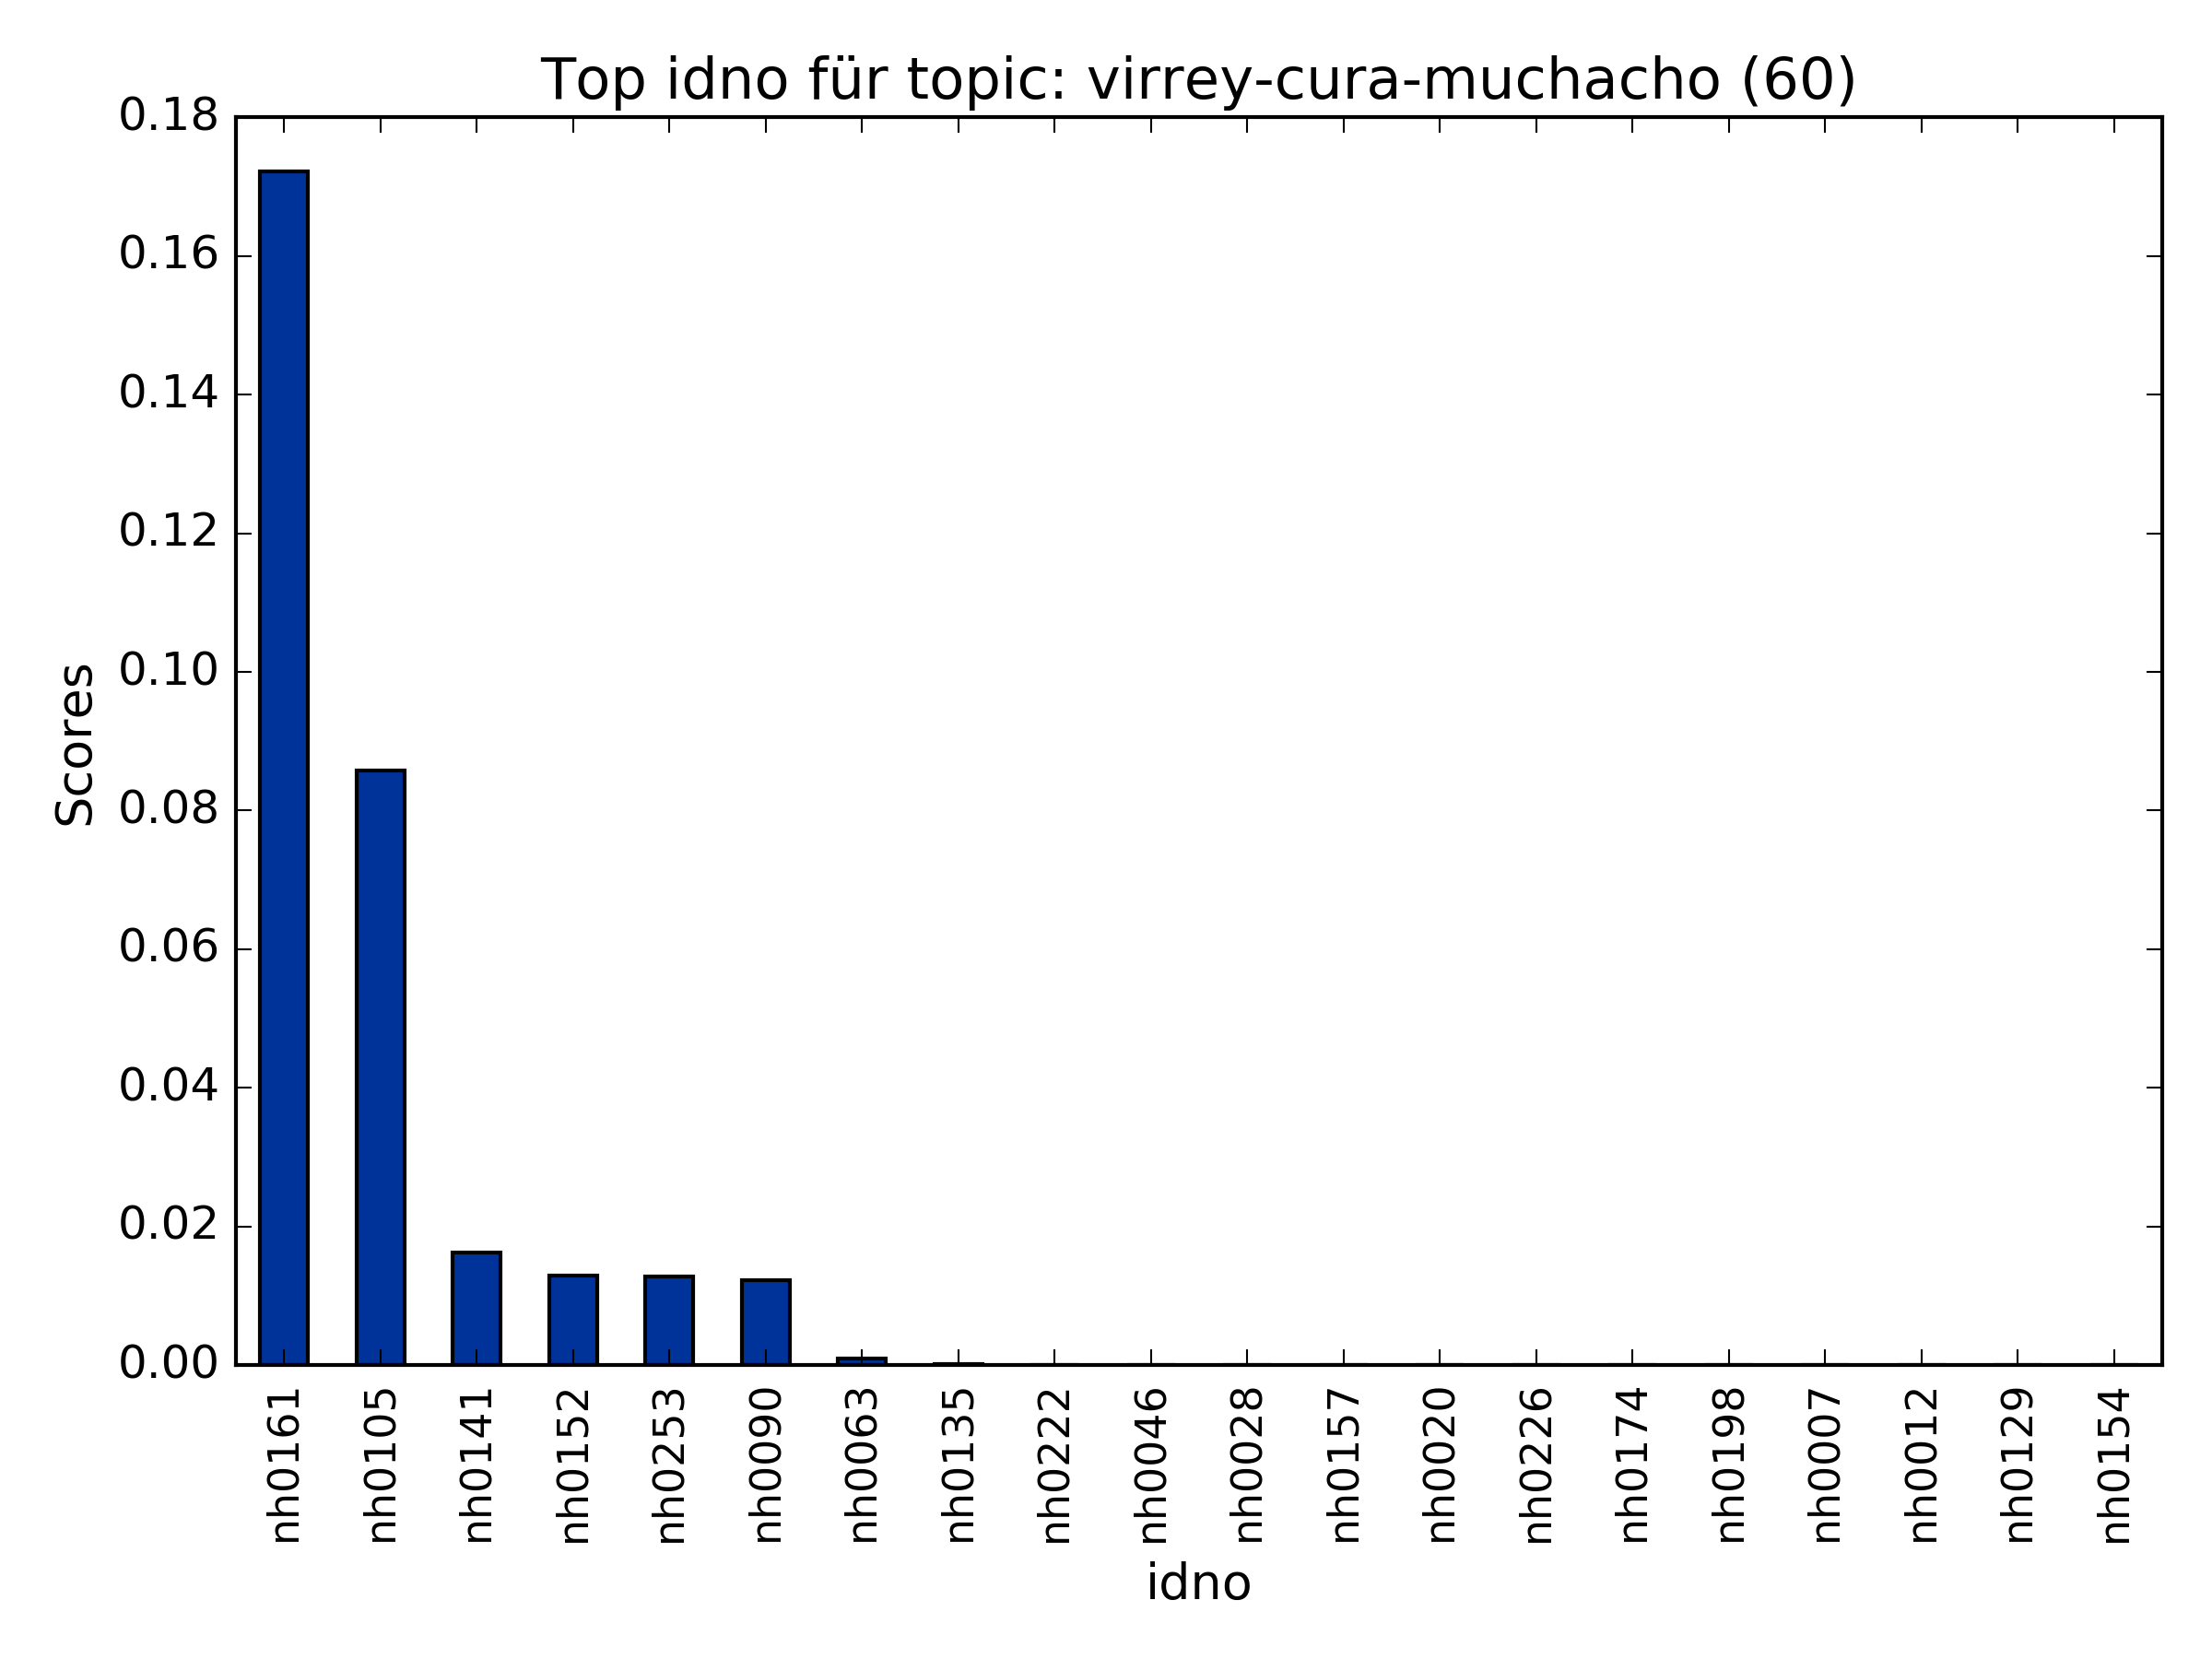 Top idno für topic: virrey-cura-muchacho (60)
0.18
0.16
0.14
0.12
0.10
0.08
0.06
0.04
0.02
0.00
Scores
nh0161
nh0105
nh0141
nh0152
nh0253
nh0090
nh0063
nh0135
nh0222
nh0046
nh0028
nh0157
nh0020
nh0226
nh0174
nh0198
nh0007
nh0012
nh0129
nh0154
idno